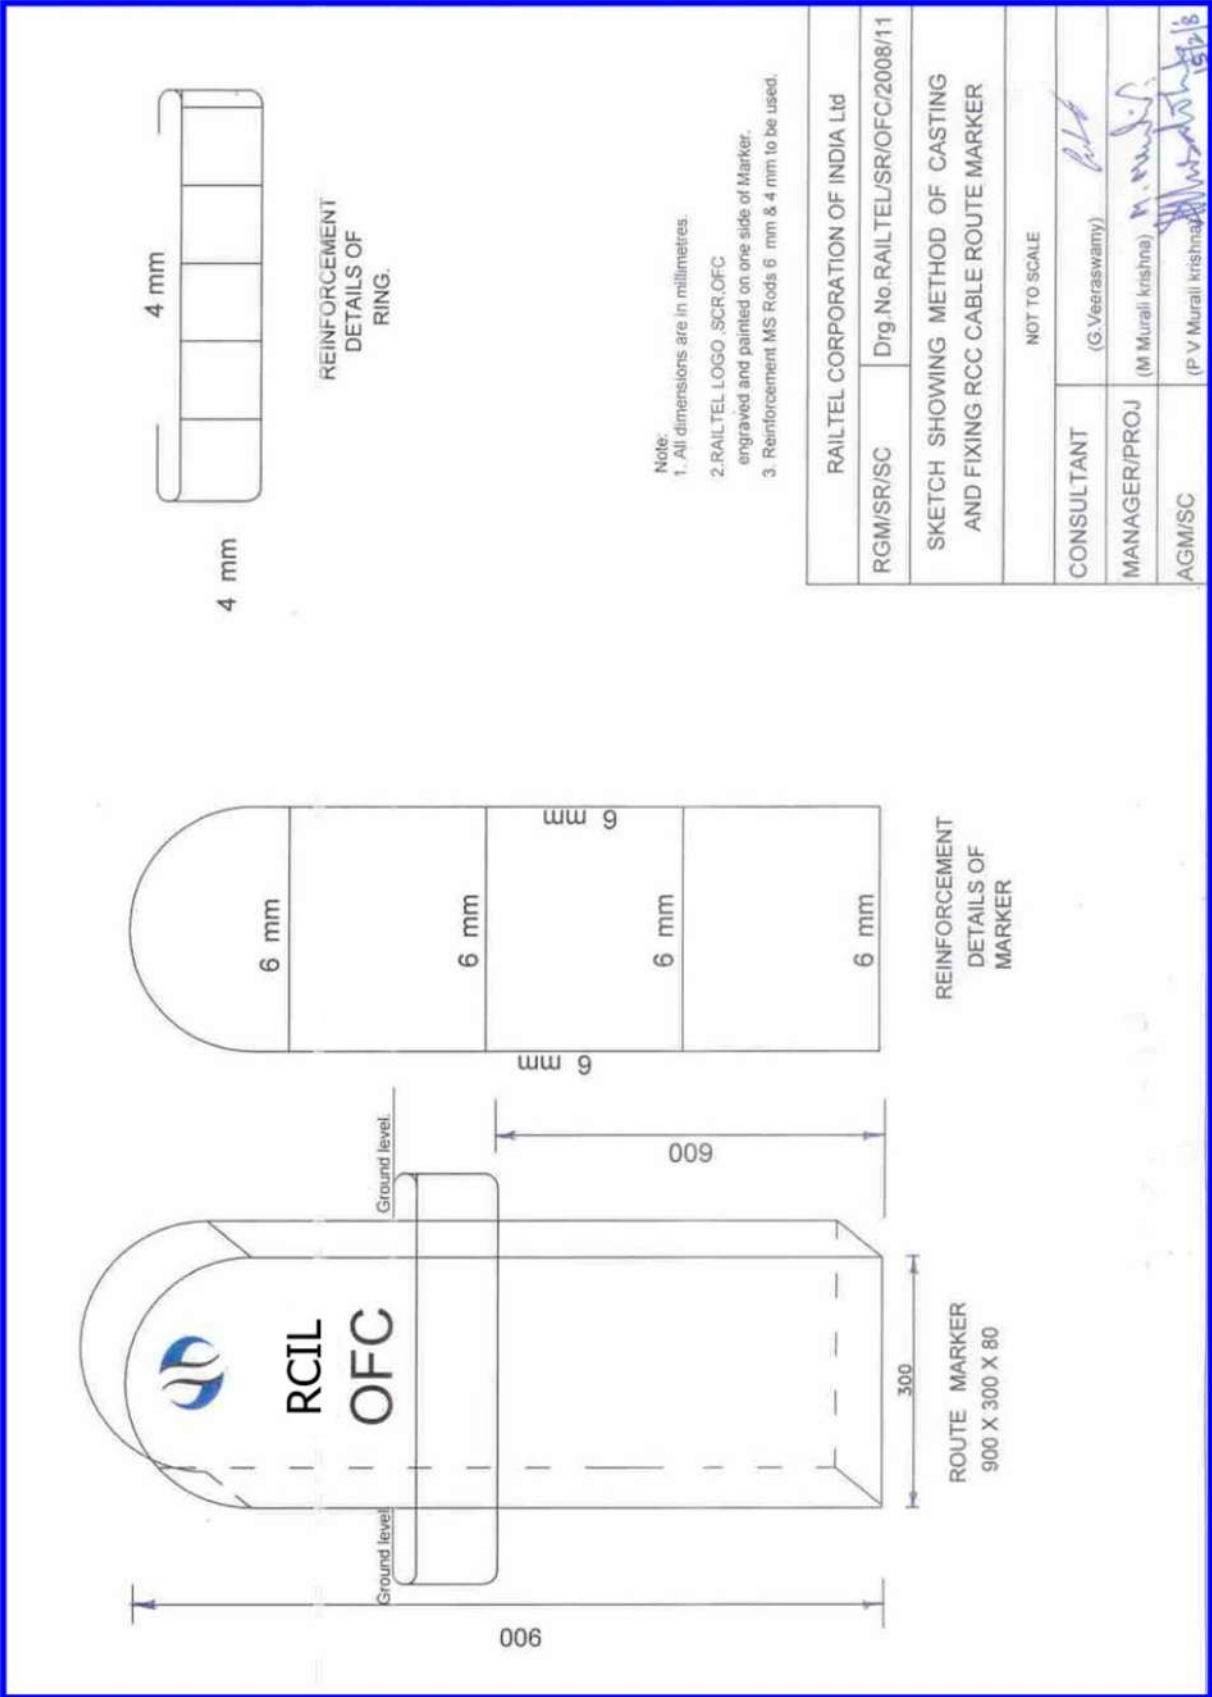 4 mm
4 mm
REINFORCEMENT
DETAILS OF
RING.
Note:
1. All dimensions are in millimetres.
2.RAILTEL LOGO .SCR.OFC
engraved and painted on one side of Marker.
3. Reinforcement MS Rods 6 mm & 4 mm to be used.
RAILTEL CORPORATION OF INDIA Ltd
RGM/SR/SC Drg.No.RAILTEL/SR/OFC/2008/11
SKETCH SHOWING METHOD OF CASTING
AND FIXING RCC CABLE ROUTE MARKER
NOT TO SCALE
CONSULTANT (G.Veeraswamy)
MANAGER/PROJ (M Murali krishna)
AGM/SC (P V Murali krishna)
6 mm
6 mm
6 mm
6 mm
6 mm
6 mm
REINFORCEMENT
DETAILS OF
MARKER
RCIL
OFC
Ground level
Ground level.
900
600
300
ROUTE MARKER
900 X 300 X 80